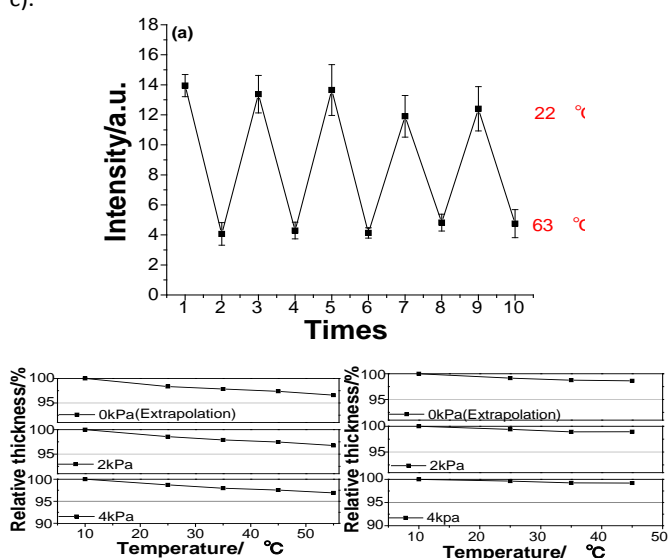 c).
(a)
Intensity/a.u.
18
16
14
12
10
8
6
4
2
0
22 °C
63 °C
1 2 3 4 5 6 7 8 9 10
Times
Relative thickness/%
100
95
0kPa(Extrapolation)
100
95
2kPa
100
95
90
4kPa
10 20 30 40 50
Temperature/ °C
Relative thickness/%
100
95
0kPa(Extrapolation)
100
95
2kPa
100
95
90
4kpa
10 20 30 40 50
Temperature/ °C